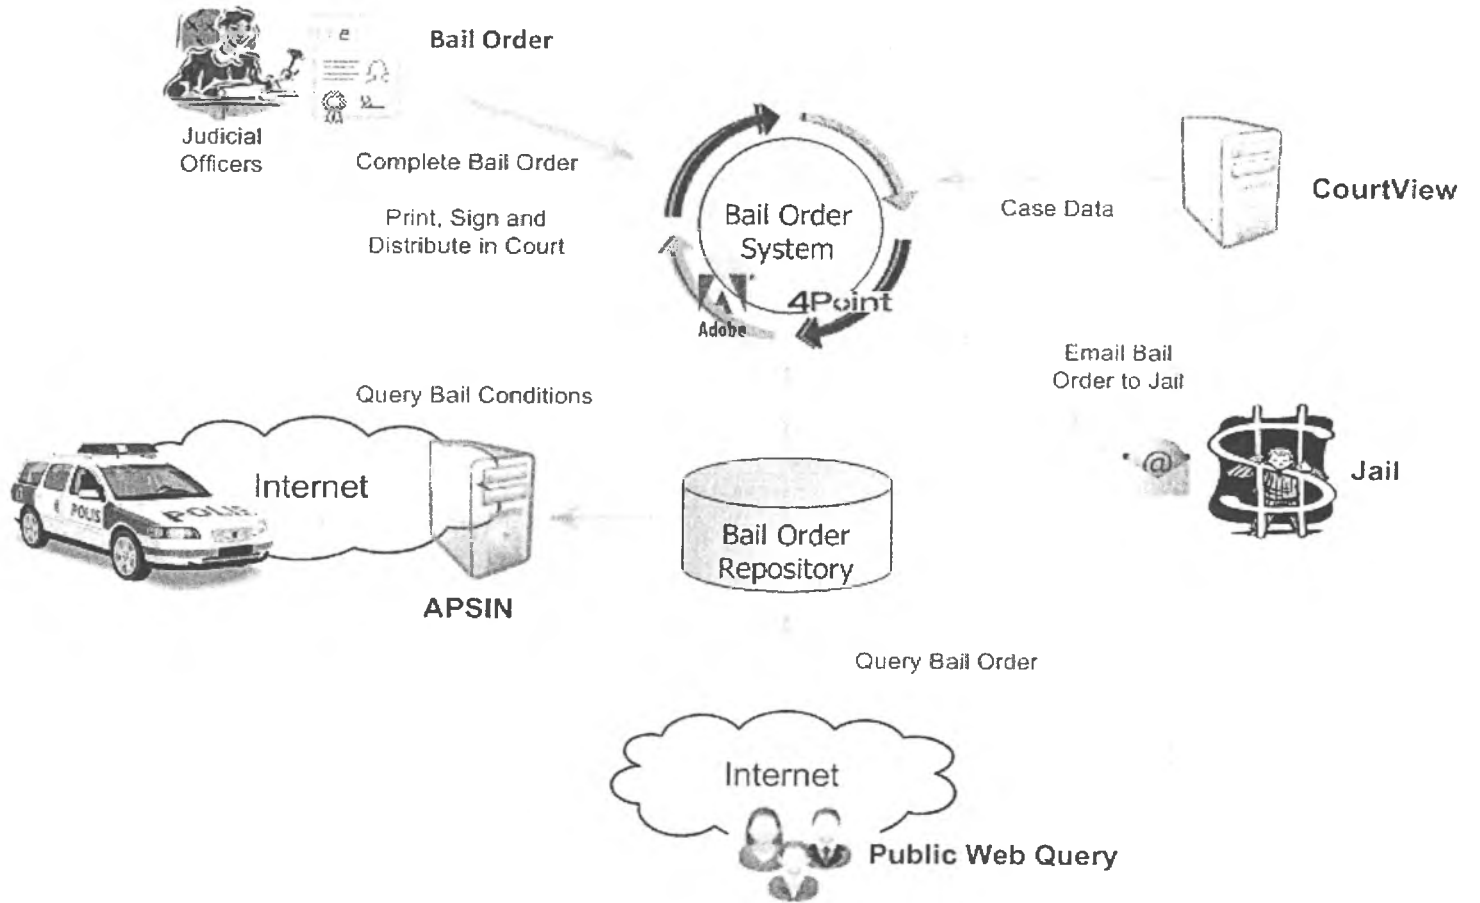 Bail Order
Judicial
Officers
Complete Bail Order
Print, Sign and
Distribute in Court
Bail Order
System
Adobe
4Point
Case Data
CourtView
Email Bail
Order to Jail
@
Jail
Query Bail Conditions
Internet
POLIS
POLIS
APSIN
Bail Order
Repository
Query Bail Order
Internet
Public Web Query